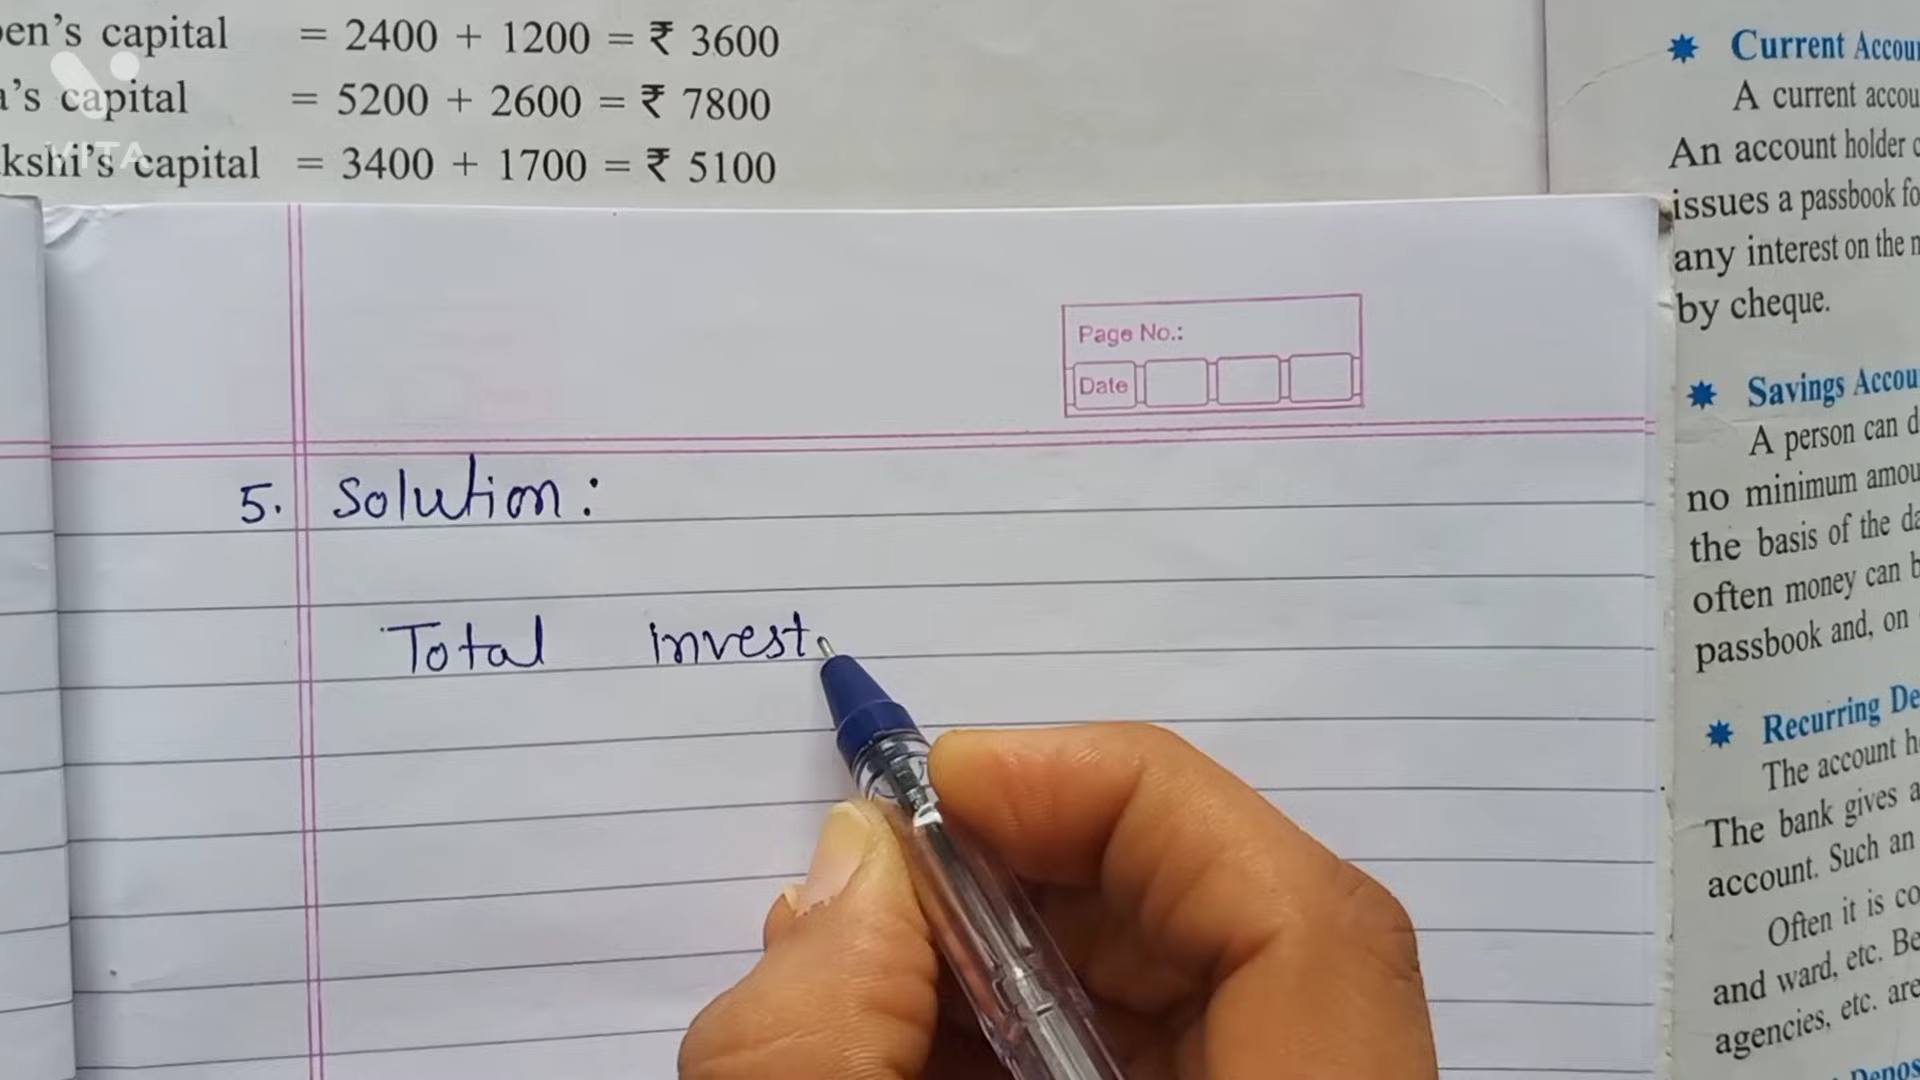 en's capital = 2400 + 1200 = ₹ 3600
a's capital = 5200 + 2600 = ₹ 7800
kshi's capital = 3400 + 1700 = ₹ 5100
VITA
Page No.:
Date
5. Solution:
Total invest
Current Accou
A current accou
An account holder c
issues a passbook fo
any interest on the
by cheque.
Savings Accou
A person can d
no minimum amou
the basis of the da
often money can b
passbook and, on
Recurring De
The account h
The bank gives a
account. Such an
Often it is co
and ward, etc. Be
agencies, etc. are
Depos